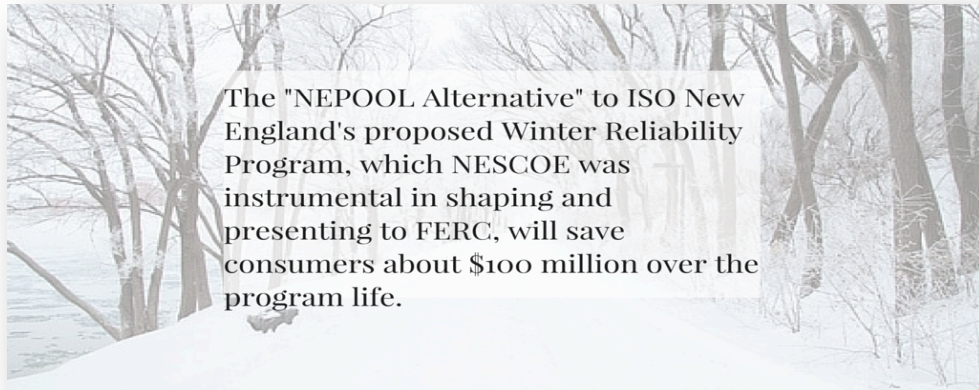 The "NEPOOL Alternative" to ISO New
England's proposed Winter Reliability
Program, which NESCOE was
instrumental in shaping and
presenting to FERC, will save
consumers about $100 million over the
program life.